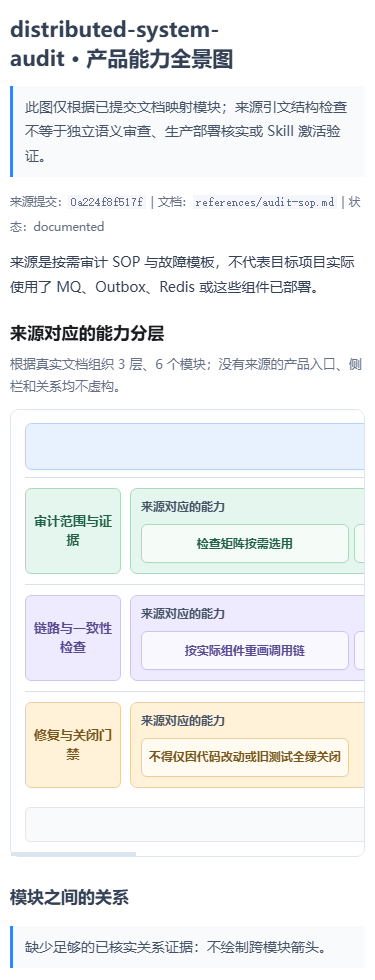 distributed-system-
audit · 产品能力全景图
此图仅根据已提交文档映射模块；来源引文结构检查
不等于独立语义审查、生产部署核实或 Skill 激活验
证。
来源提交： 0a224f8f517f | 文档： references/audit-sop.md | 状
态：documented
来源是按需审计 SOP 与故障模板，不代表目标项目实际
使用了 MQ、Outbox、Redis 或这些组件已部署。
来源对应的能力分层
根据真实文档组织 3 层、6 个模块；没有来源的产品入口、侧
栏和关系均不虚构。
审计范围与证
据
来源对应的能力
检查矩阵按需选用
链路与一致性
检查
来源对应的能力
按实际组件重画调用链
修复与关闭门
禁
来源对应的能力
不得仅因代码改动或旧测试全绿关闭
模块之间的关系
缺少足够的已核实关系证据：不绘制跨模块箭头。